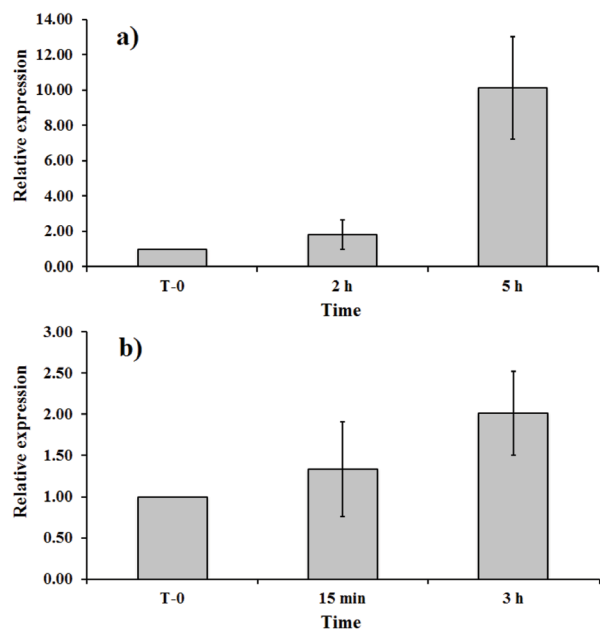 a)
Relative expression
14.00
12.00
10.00
8.00
6.00
4.00
2.00
0.00
T-0 2 h 5 h
Time
b)
Relative expression
3.00
2.50
2.00
1.50
1.00
0.50
0.00
T-0 15 min 3 h
Time